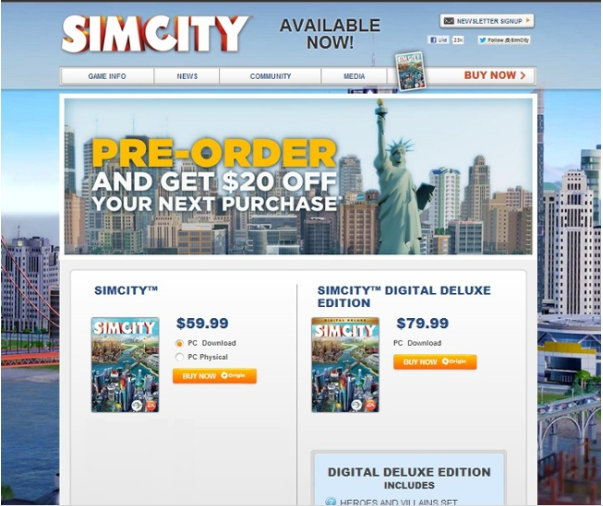 SIMCITY
AVAILABLE
NOW!
NEWSLETTER SIGNUP
Like
Follow @SimCity
GAME INFO
NEWS
COMMUNITY
MEDIA
BUY NOW >
PRE-ORDER
AND GET $20 OFF
YOUR NEXT PURCHASE*
SIMCITY™
SIMCITY
$59.99
PC Download
PC Physical
BUY NOW Origin
SIMCITY™ DIGITAL DELUXE
EDITION
DIGITAL DELUXE
SIMCITY
$79.99
PC Download
BUY NOW Origin
DIGITAL DELUXE EDITION
INCLUDES
HEROES AND VILLAINS SET